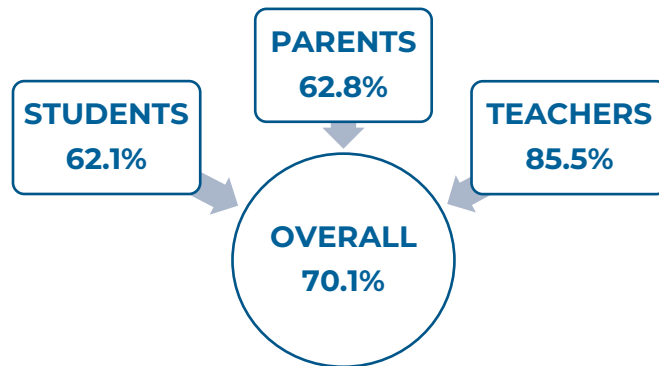 PARENTS
62.8%
STUDENTS
62.1%
TEACHERS
85.5%
OVERALL
70.1%